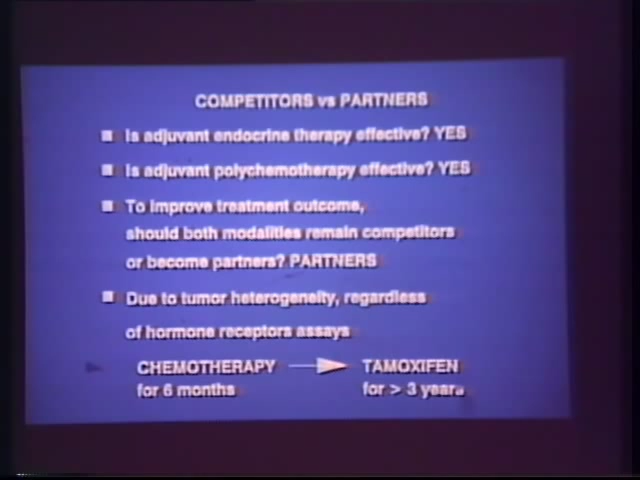 COMPETITORS vs PARTNERS
Is adjuvant endocrine therapy effective? YES
Is adjuvant polychemotherapy effective? YES
To improve treatment outcome,
should both modalities remain competitors
or become partners? PARTNERS
Due to tumor heterogeneity, regardless
of hormone receptors assays
CHEMOTHERAPY → TAMOXIFEN
for 6 months for > 3 years